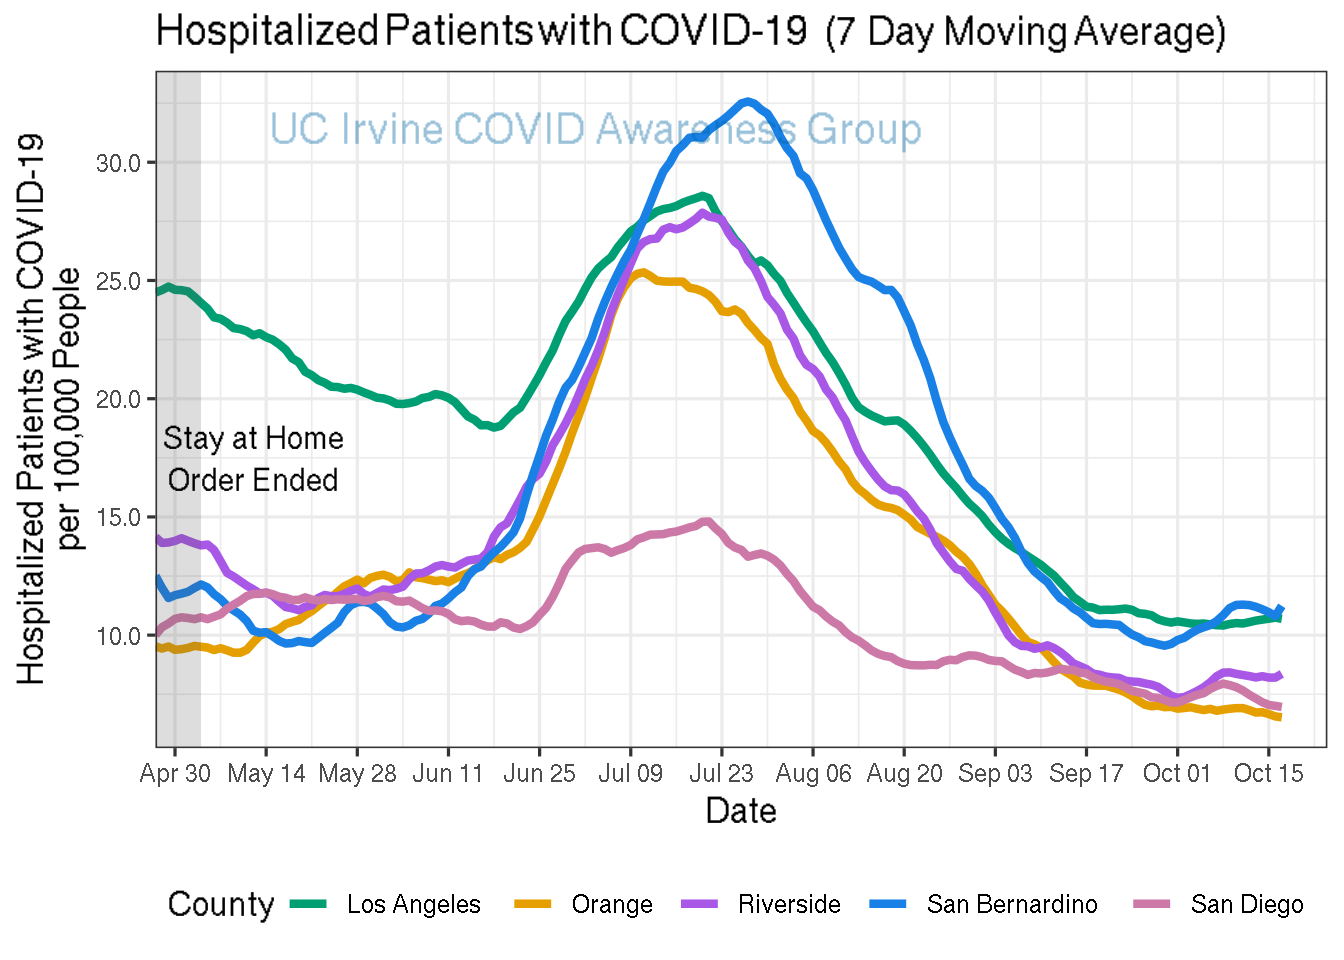 Hospitalized Patients with COVID-19 (7 Day Moving Average)
Hospitalized Patients with COVID-19
per 100,000 People
UC Irvine COVID Awareness Group
30.0
25.0
20.0
15.0
10.0
Stay at Home
Order Ended
Apr 30 May 14 May 28 Jun 11 Jun 25 Jul 09 Jul 23 Aug 06 Aug 20 Sep 03 Sep 17 Oct 01 Oct 15
Date
County Los Angeles Orange Riverside San Bernardino San Diego